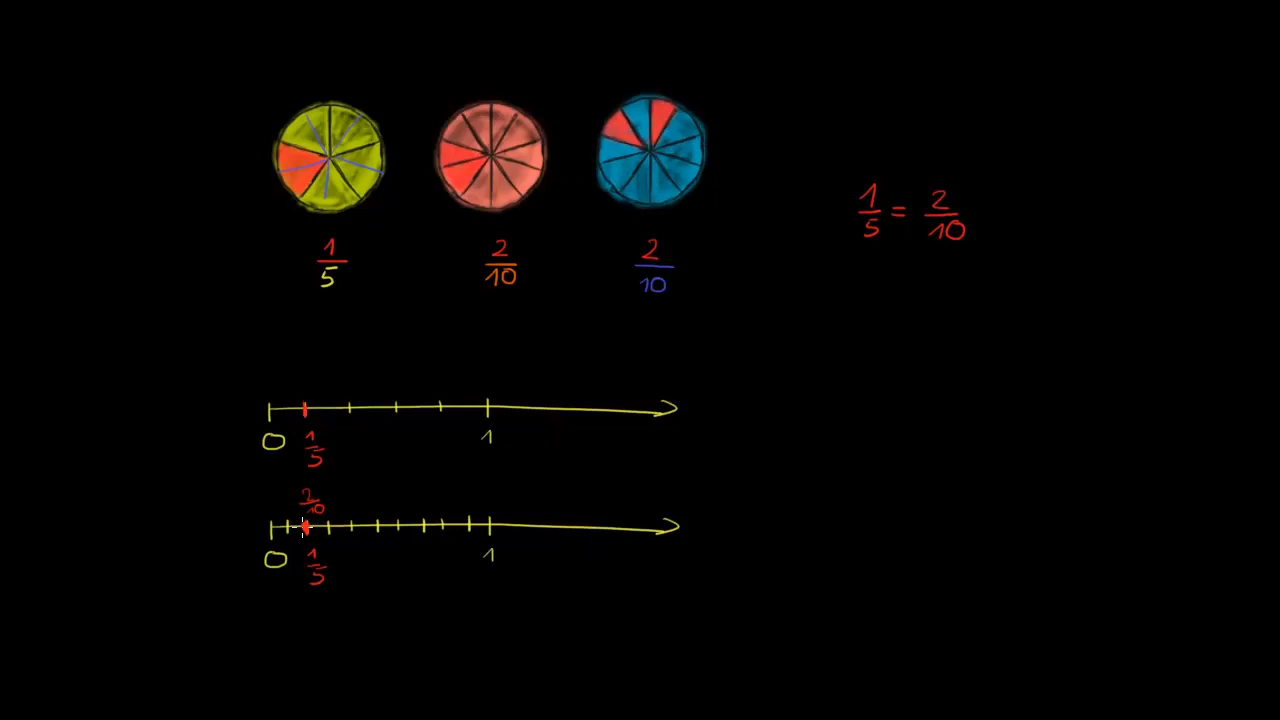 1/5 2/10 2/10
1/5 = 2/10
0 1/5 1
2/10
0 1/5 1